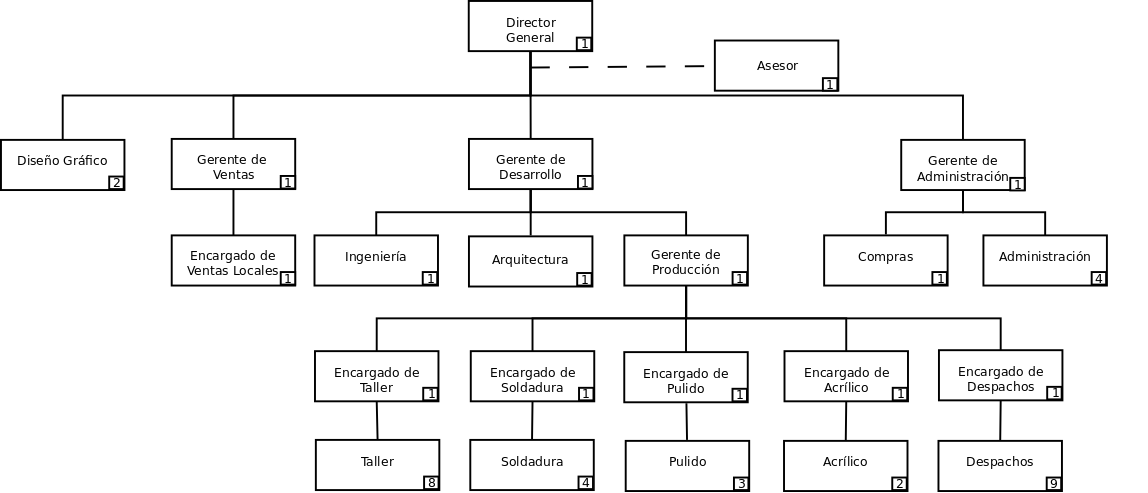 Director
General
1
Asesor
1
Diseño Gráfico
2
Gerente de
Ventas
1
Gerente de
Desarrollo
1
Gerente de
Administración
1
Encargado de
Ventas Locales
1
Ingeniería
1
Arquitectura
1
Gerente de
Producción
1
Compras
1
Administración
4
Encargado de
Taller
1
Encargado de
Soldadura
1
Encargado de
Pulido
1
Encargado de
Acrílico
1
Encargado de
Despachos
1
Taller
8
Soldadura
4
Pulido
3
Acrílico
2
Despachos
9